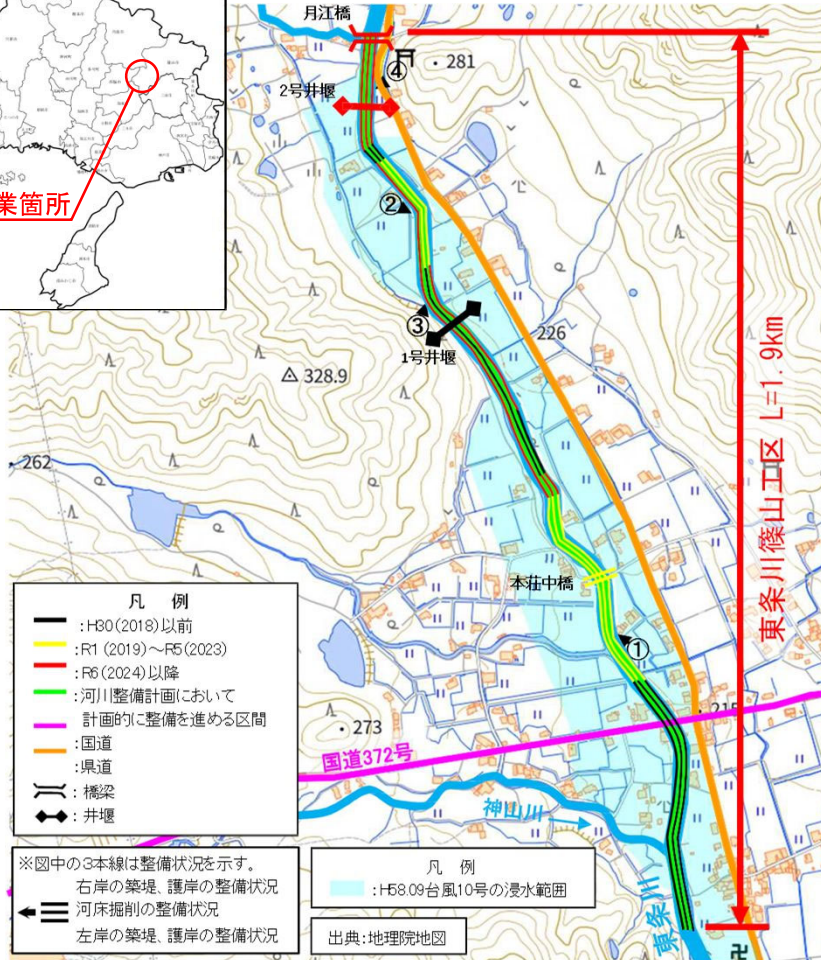 月江橋
④
・281
2号井堰
業箇所
②
③
226
1号井堰
328.9
・262
東条川篠山工区 L=1.9km
本荘中橋
①
・215
・273
国道372号
神山川
東条川
凡 例
:H30(2018)以前
:R1(2019)～R5(2023)
:R6(2024)以降
:河川整備計画において
計画的に整備を進める区間
:国道
:県道
:橋梁
:井堰
※図中の3本線は整備状況を示す。
右岸の築堤、護岸の整備状況
河床掘削の整備状況
左岸の築堤、護岸の整備状況
凡 例
:H58.09台風10号の浸水範囲
出典:地理院地図